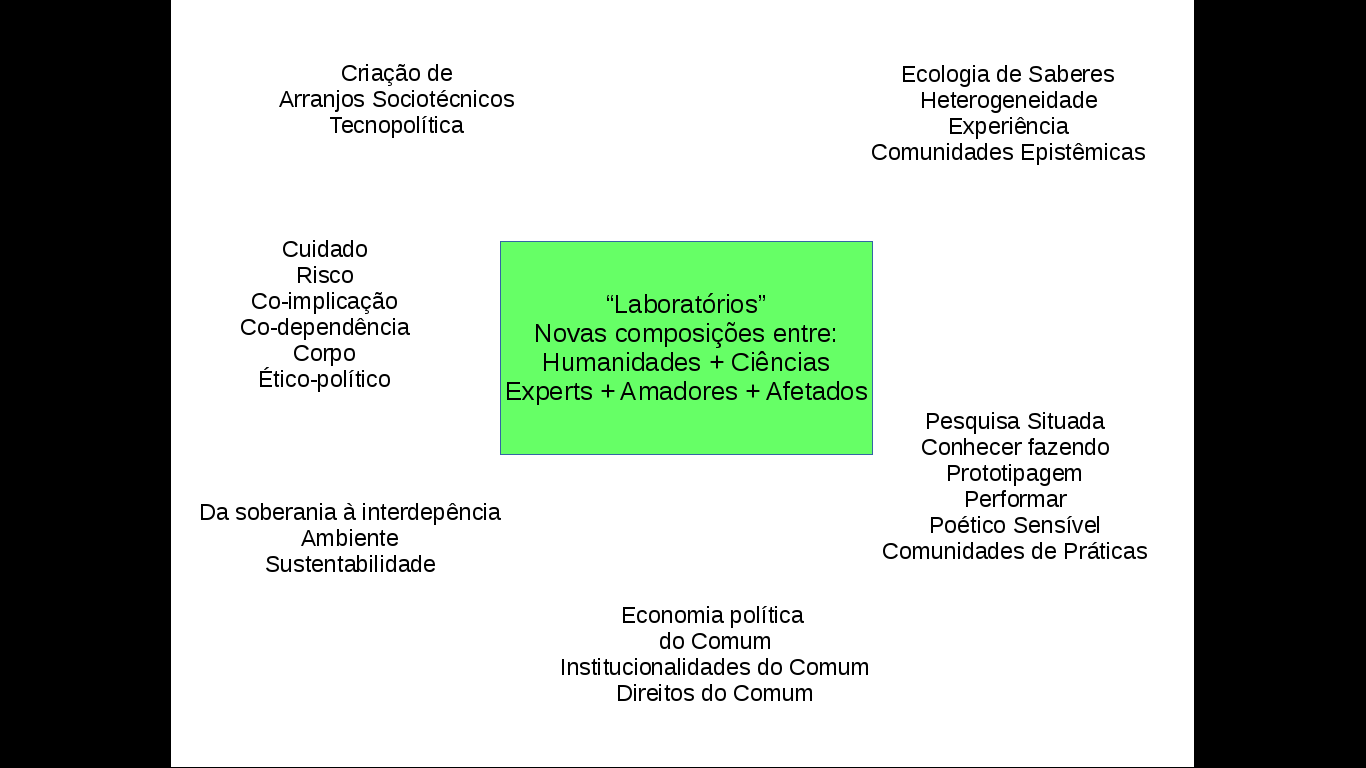 Criação de
Arranjos Sociotécnicos
Tecnopolítica
Ecologia de Saberes
Heterogeneidade
Experiência
Comunidades Epistêmicas
Cuidado
Risco
Co-implicação
Co-dependência
Corpo
Ético-político
“Laboratórios”
Novas composições entre:
Humanidades + Ciências
Experts + Amadores + Afetados
Pesquisa Situada
Conhecer fazendo
Prototipagem
Performar
Poético Sensível
Comunidades de Práticas
Da soberania à interdepência
Ambiente
Sustentabilidade
Economia política
do Comum
Institucionalidades do Comum
Direitos do Comum